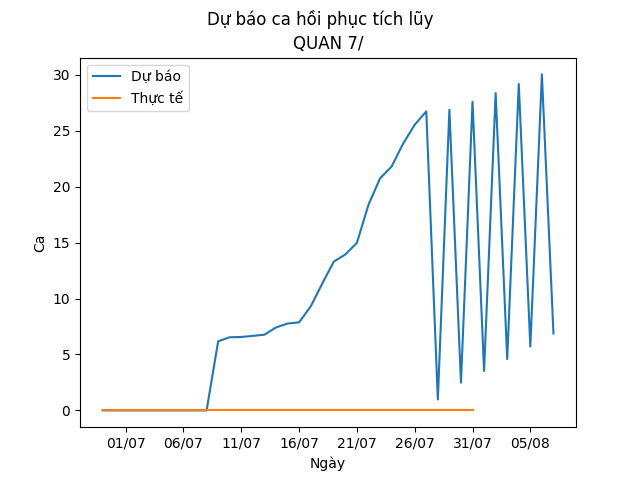 Dự báo ca hồi phục tích lũy
QUAN 7/
Dự báo
Thực tế
Ca
30
25
20
15
10
5
0
01/07 06/07 11/07 16/07 21/07 26/07 31/07 05/08
Ngày